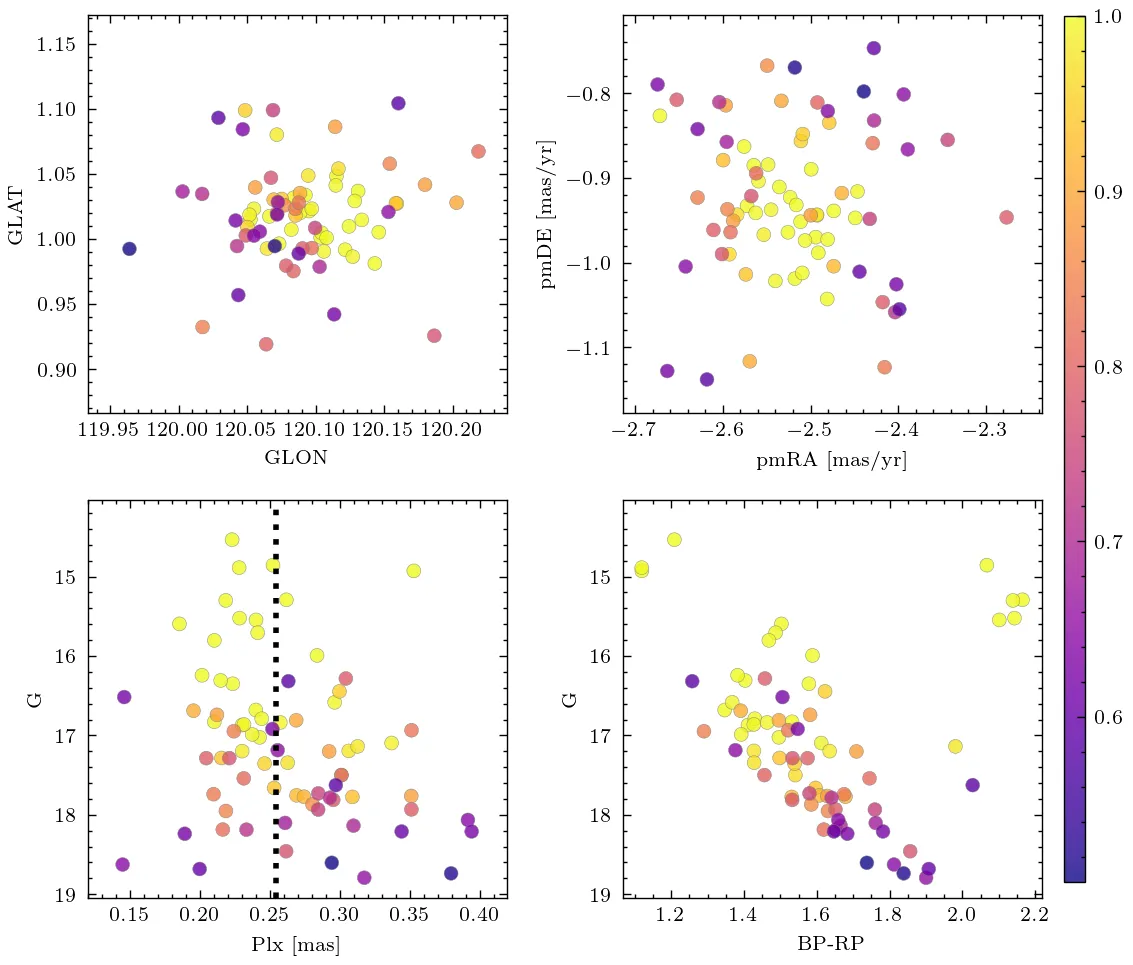 1.15
1.10
1.05
1.00
0.95
0.90
GLAT
119.95 120.00 120.05 120.10 120.15 120.20
GLON
−0.8
−0.9
−1.0
−1.1
pmDE [mas/yr]
−2.7 −2.6 −2.5 −2.4 −2.3
pmRA [mas/yr]
1.0
0.9
0.8
0.7
0.6
15
16
17
18
19
G
0.15 0.20 0.25 0.30 0.35 0.40
Plx [mas]
15
16
17
18
19
G
1.2 1.4 1.6 1.8 2.0 2.2
BP-RP